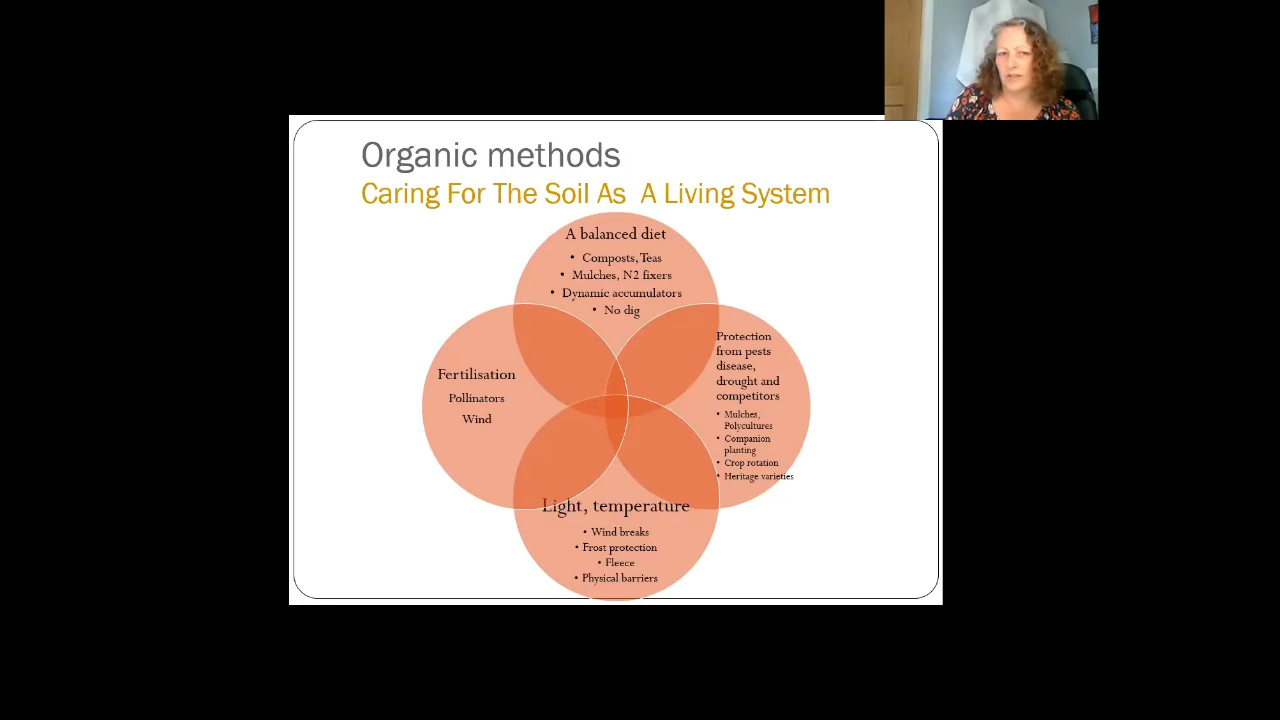 Organic methods
Caring For The Soil As A Living System
A balanced diet
• Composts, Teas
• Mulches, N2 fixers
• Dynamic accumulators
• No dig
Fertilisation
Pollinators
Wind
Protection
from pests
disease,
drought and
competitors
• Mulches,
Polycultures
• Companion
planting
• Crop rotation
• Heritage varieties
Light, temperature
• Wind breaks
• Frost protection
• Fleece
• Physical barriers